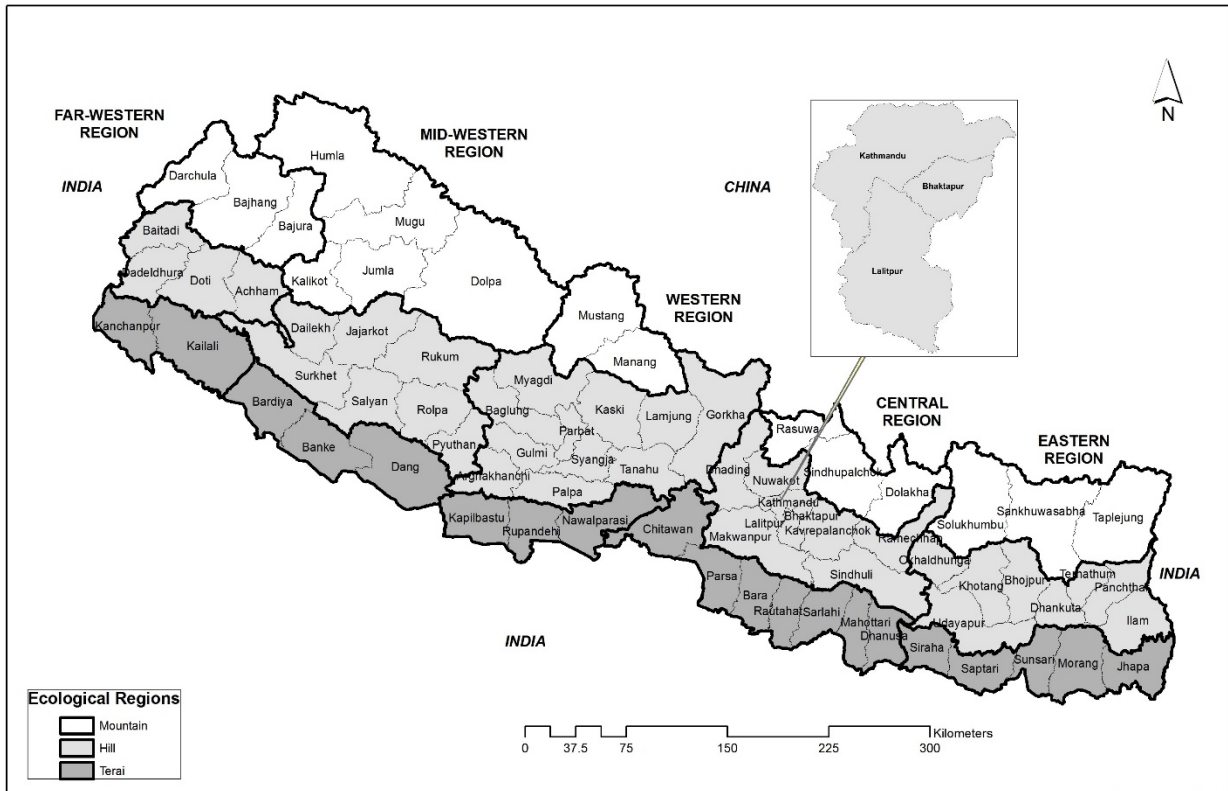 N
FAR-WESTERN
REGION
MID-WESTERN
REGION
INDIA
CHINA
WESTERN
REGION
CENTRAL
REGION
EASTERN
REGION
INDIA
INDIA
Kathmandu
Bhaktapur
Lalitpur
Humla
Darchula
Bajhang
Bajura
Mugu
Baitadi
Dadeldhura
Doti
Achham
Kalikot
Jumla
Dolpa
Kanchanpur
Kailali
Dailekh
Jajarkot
Rukum
Surkhet
Salyan
Rolpa
Pyuthan
Bardiya
Banke
Dang
Mustang
Manang
Myagdi
Baglung
Parbat
Kaski
Lamjung
Gorkha
Gulmi
Syangja
Tanahu
Arghakhanchi
Palpa
Kapilbastu
Rupandehi
Nawalparasi
Chitawan
Rasuwa
Dhading
Nuwakot
Sindhupalchok
Dolakha
Kathmandu
Bhaktapur
Lalitpur
Kavrepalanchok
Makwanpur
Ramechhap
Sindhuli
Parsa
Bara
Rautahat
Sarlahi
Mahottari
Dhanusa
Solukhumbu
Sankhuwasabha
Taplejung
Okhaldhunga
Khotang
Bhojpur
Terhathum
Panchthar
Dhankuta
Ilam
Udayapur
Siraha
Saptari
Sunsari
Morang
Jhapa
Ecological Regions
Mountain
Hill
Terai
Kilometers
0 37.5 75 150 225 300